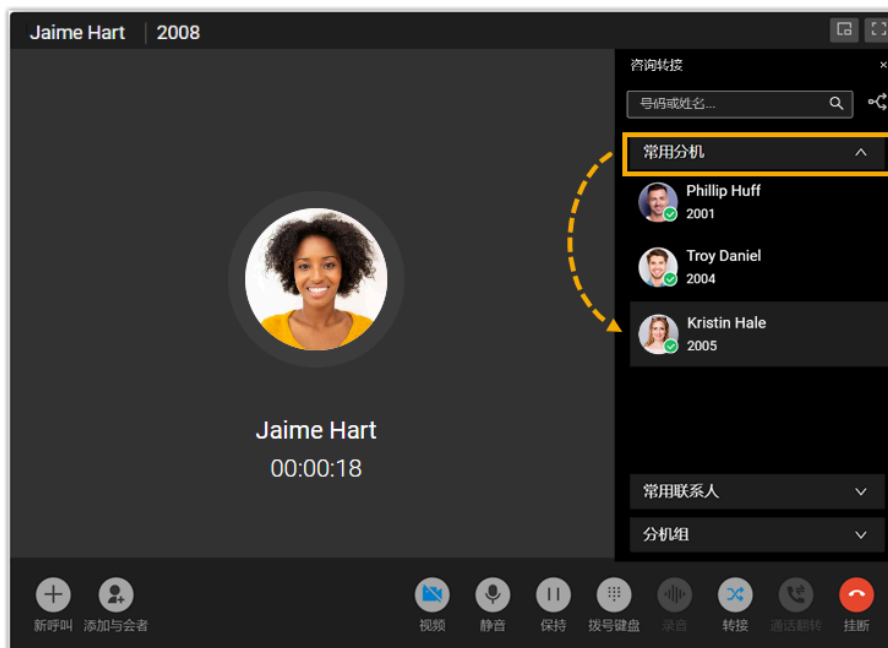 Jaime Hart 2008
咨询转接
号码或姓名...
常用分机
Phillip Huff
2001
Troy Daniel
2004
Kristin Hale
2005
Jaime Hart
00:00:18
常用联系人
分机组
新呼叫 添加与会者 视频 静音 保持 拨号键盘 录音 转接 通话翻转 挂断